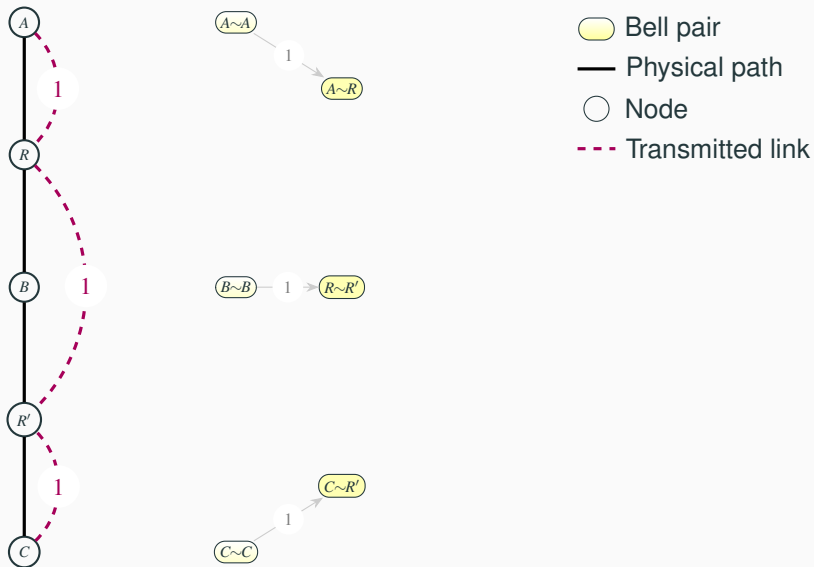 A
A~A
Bell pair
1
1
Physical path
A~R
Node
R
Transmitted link
B
1
B~B
1
R~R′
R′
1
C~R′
1
C
C~C